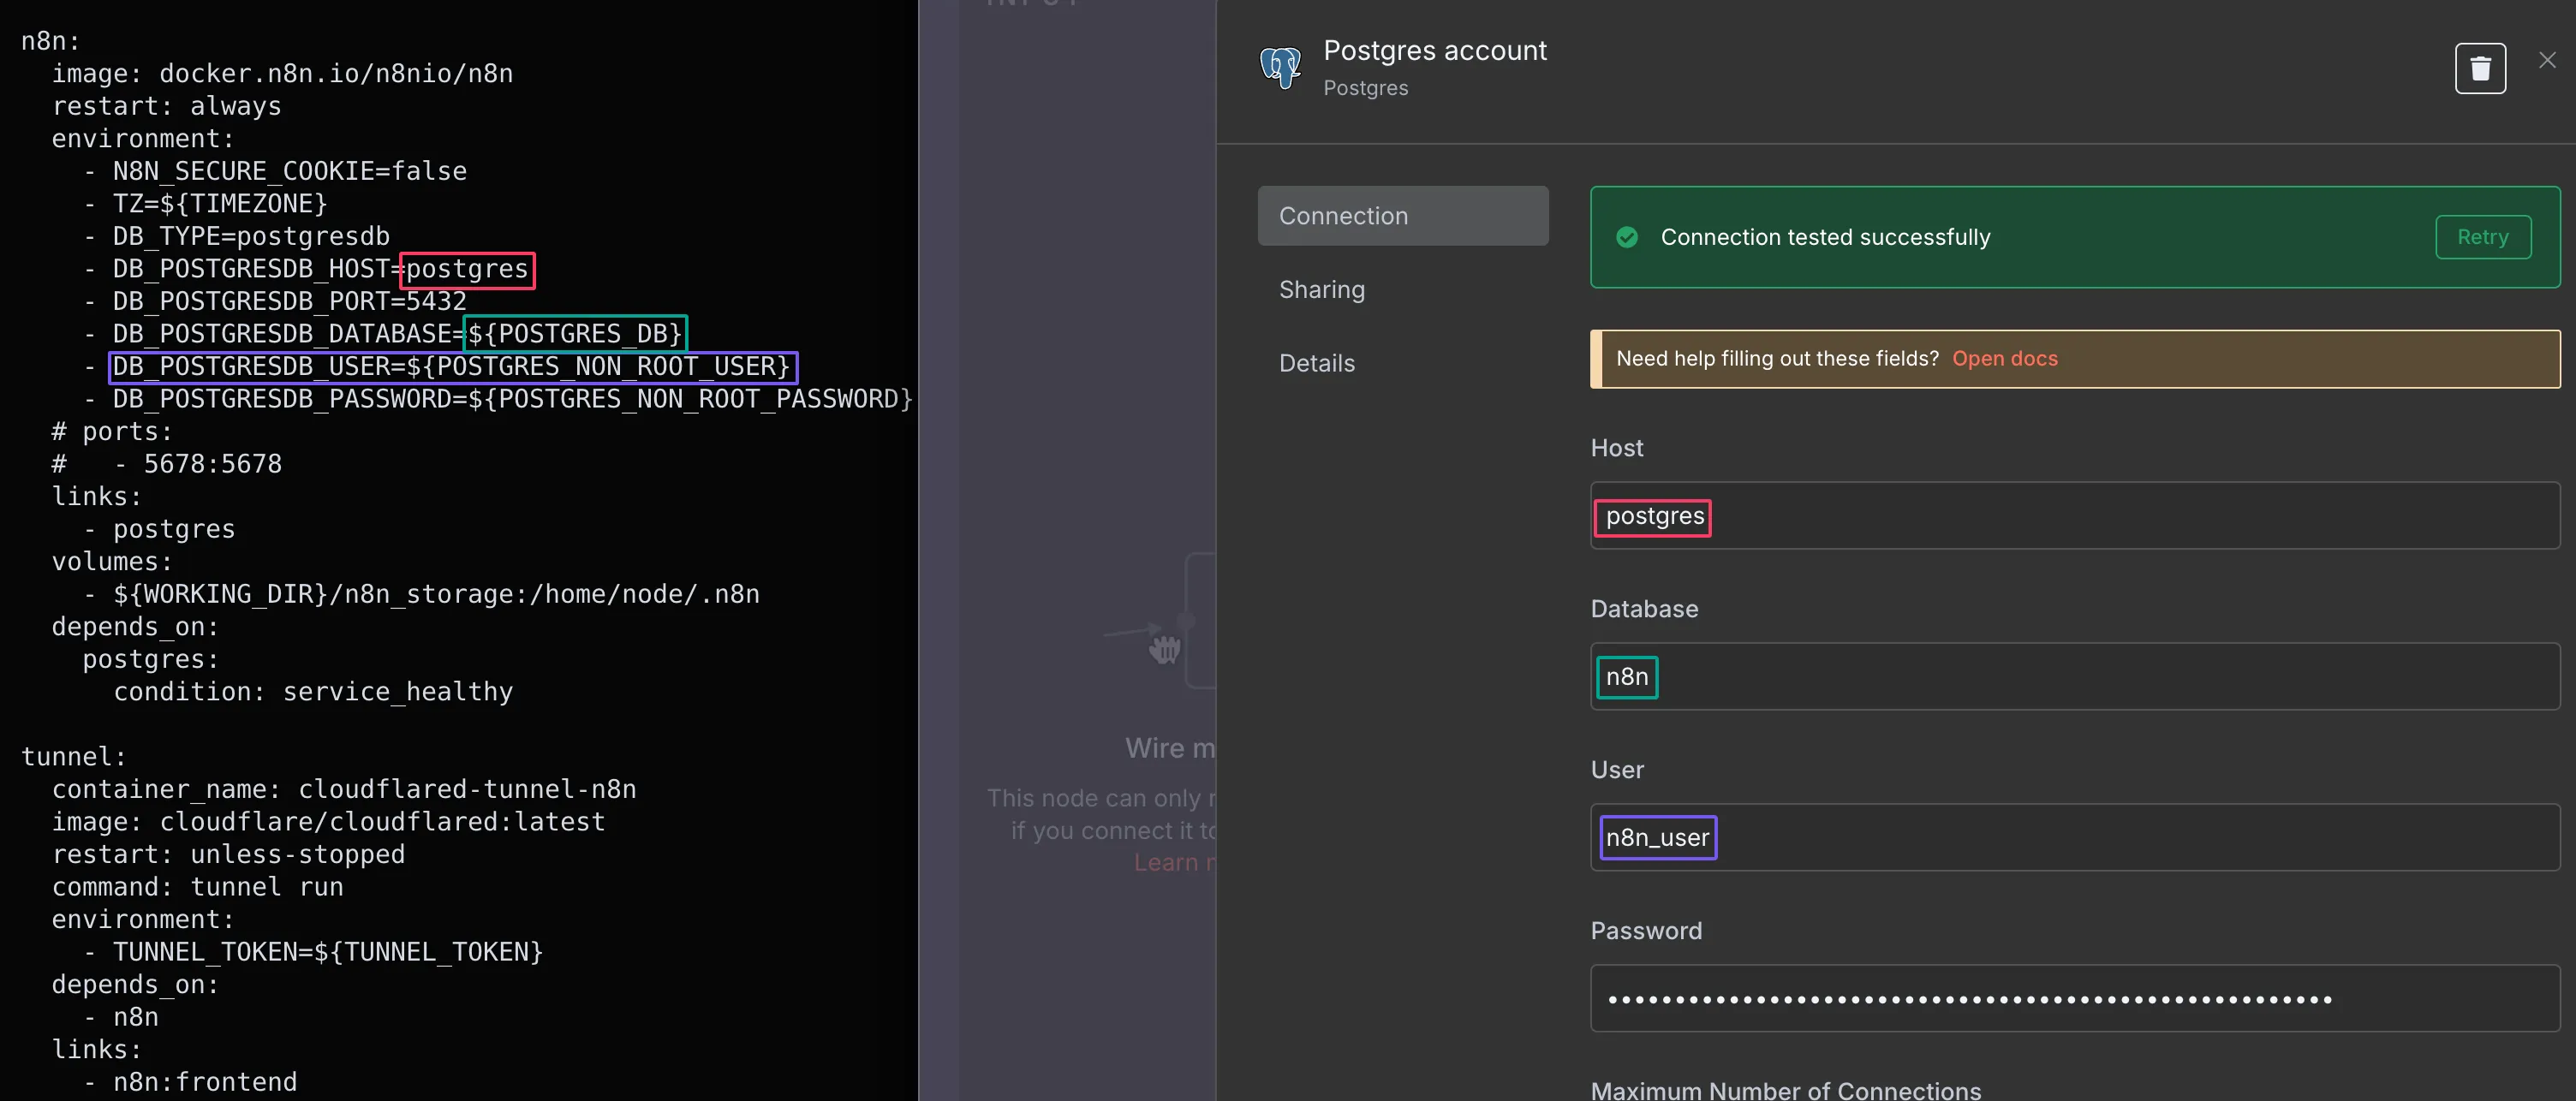 n8n:
  image: docker.n8n.io/n8nio/n8n
  restart: always
  environment:
    - N8N_SECURE_COOKIE=false
    - TZ=${TIMEZONE}
    - DB_TYPE=postgresdb
    - DB_POSTGRESDB_HOST=postgres
    - DB_POSTGRESDB_PORT=5432
    - DB_POSTGRESDB_DATABASE=${POSTGRES_DB}
    - DB_POSTGRESDB_USER=${POSTGRES_NON_ROOT_USER}
    - DB_POSTGRESDB_PASSWORD=${POSTGRES_NON_ROOT_PASSWORD}
  # ports:
  #   - 5678:5678
  links:
    - postgres
  volumes:
    - ${WORKING_DIR}/n8n_storage:/home/node/.n8n
  depends_on:
    postgres:
      condition: service_healthy

tunnel:
  container_name: cloudflared-tunnel-n8n
  image: cloudflare/cloudflared:latest
  restart: unless-stopped
  command: tunnel run
  environment:
    - TUNNEL_TOKEN=${TUNNEL_TOKEN}
  depends_on:
    - n8n
  links:
    - n8n:frontend
Wire m
This node can only r
if you connect it to
Learn
Postgres account
Postgres
Connection
Sharing
Details
Connection tested successfully
Retry
Need help filling out these fields? Open docs
Host
postgres
Database
n8n
User
n8n_user
Password
Maximum Number of Connections